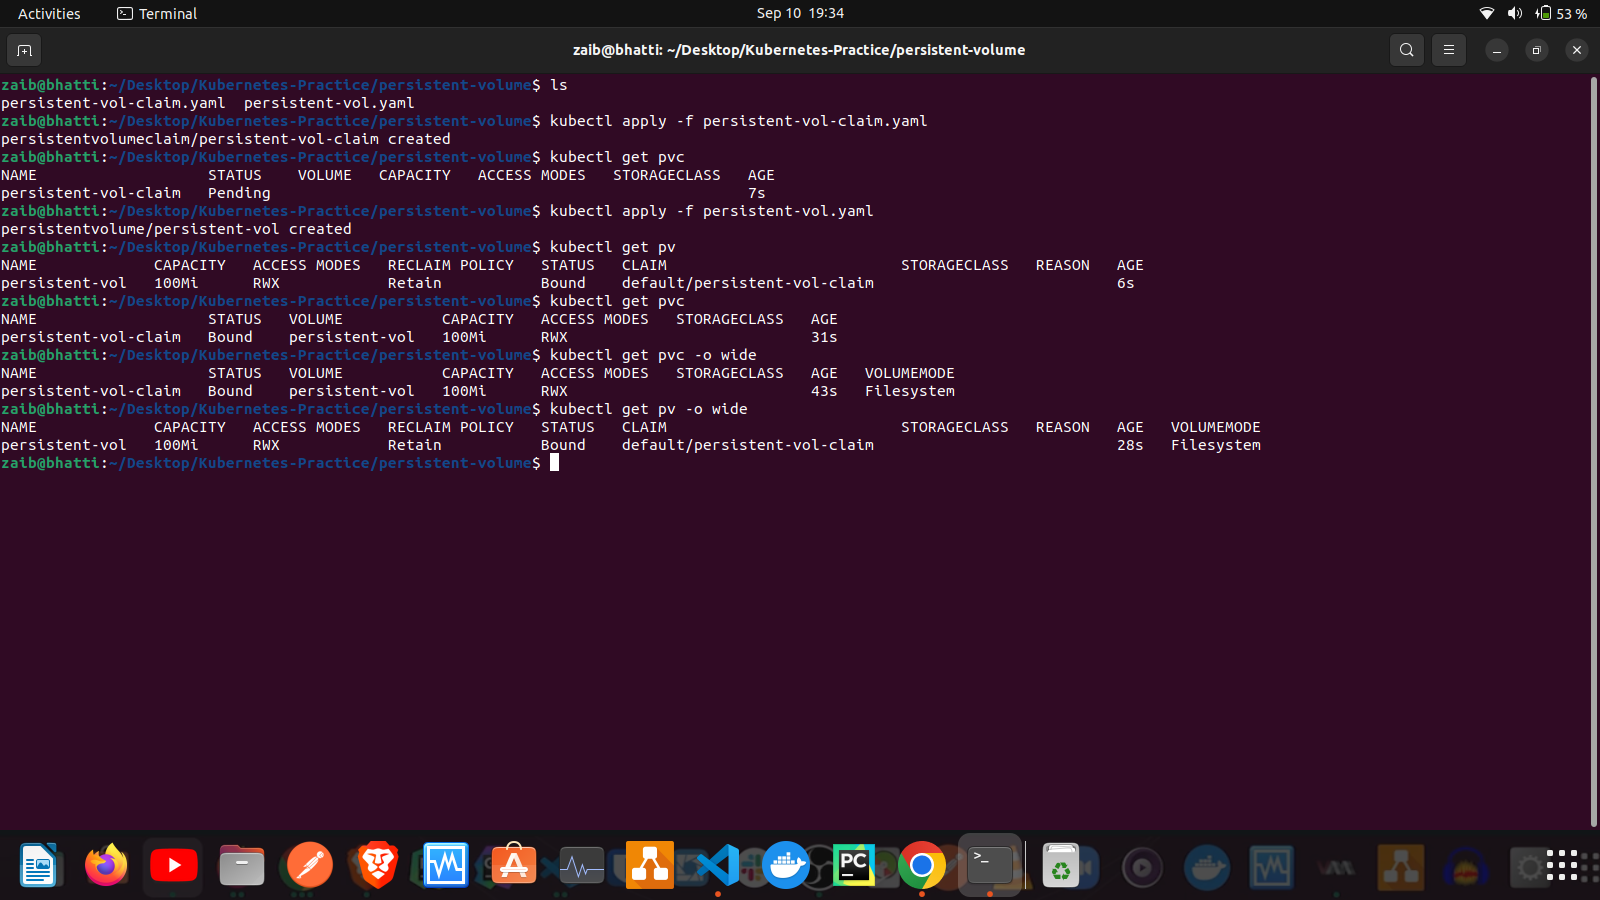 Activities Terminal Sep 10 19:34 53 %
zaib@bhatti: ~/Desktop/Kubernetes-Practice/persistent-volume
zaib@bhatti:~/Desktop/Kubernetes-Practice/persistent-volume$ ls
persistent-vol-claim.yaml  persistent-vol.yaml
zaib@bhatti:~/Desktop/Kubernetes-Practice/persistent-volume$ kubectl apply -f persistent-vol-claim.yaml
persistentvolumeclaim/persistent-vol-claim created
zaib@bhatti:~/Desktop/Kubernetes-Practice/persistent-volume$ kubectl get pvc
NAME                   STATUS    VOLUME   CAPACITY   ACCESS MODES   STORAGECLASS   AGE
persistent-vol-claim   Pending                                                     7s
zaib@bhatti:~/Desktop/Kubernetes-Practice/persistent-volume$ kubectl apply -f persistent-vol.yaml
persistentvolume/persistent-vol created
zaib@bhatti:~/Desktop/Kubernetes-Practice/persistent-volume$ kubectl get pv
NAME             CAPACITY   ACCESS MODES   RECLAIM POLICY   STATUS   CLAIM                          STORAGECLASS   REASON   AGE
persistent-vol   100Mi      RWX            Retain           Bound    default/persistent-vol-claim                           6s
zaib@bhatti:~/Desktop/Kubernetes-Practice/persistent-volume$ kubectl get pvc
NAME                   STATUS   VOLUME           CAPACITY   ACCESS MODES   STORAGECLASS   AGE
persistent-vol-claim   Bound    persistent-vol   100Mi      RWX                           31s
zaib@bhatti:~/Desktop/Kubernetes-Practice/persistent-volume$ kubectl get pvc -o wide
NAME                   STATUS   VOLUME           CAPACITY   ACCESS MODES   STORAGECLASS   AGE   VOLUMEMODE
persistent-vol-claim   Bound    persistent-vol   100Mi      RWX                           43s   Filesystem
zaib@bhatti:~/Desktop/Kubernetes-Practice/persistent-volume$ kubectl get pv -o wide
NAME             CAPACITY   ACCESS MODES   RECLAIM POLICY   STATUS   CLAIM                          STORAGECLASS   REASON   AGE   VOLUMEMODE
persistent-vol   100Mi      RWX            Retain           Bound    default/persistent-vol-claim                           28s   Filesystem
zaib@bhatti:~/Desktop/Kubernetes-Practice/persistent-volume$
PC